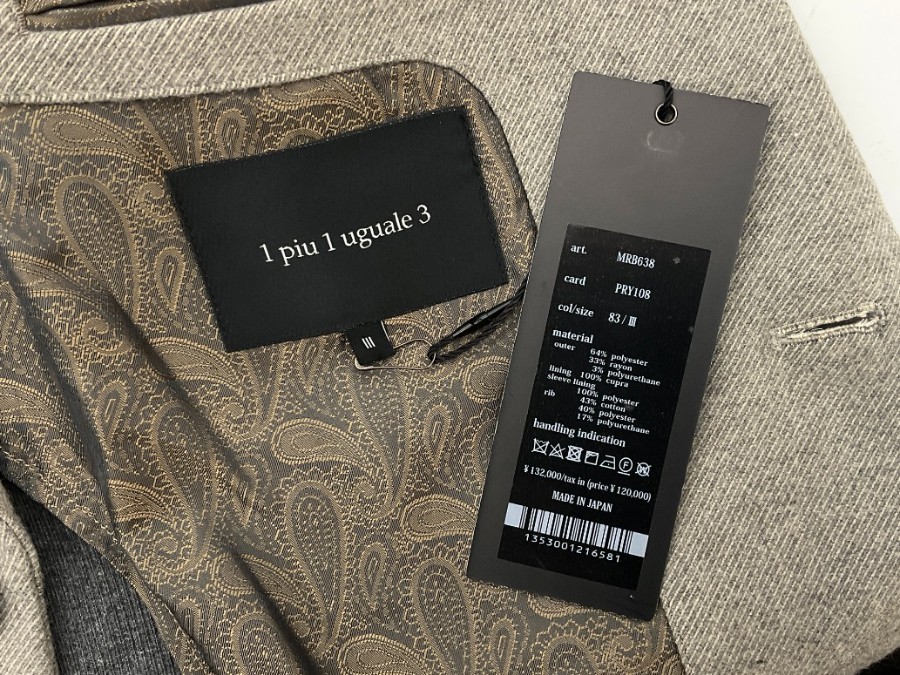 1 piu 1 uguale 3
III
art. MRB638
card PRY108
col/size 83 / III
material
outer 64% polyester
33% rayon
3% polyurethane
lining 100% cupra
sleeve lining
100% polyester
rib 43% cotton
40% polyester
17% polyurethane
handling indication
¥132,000/tax in (price ¥120,000)
MADE IN JAPAN
1353001216581